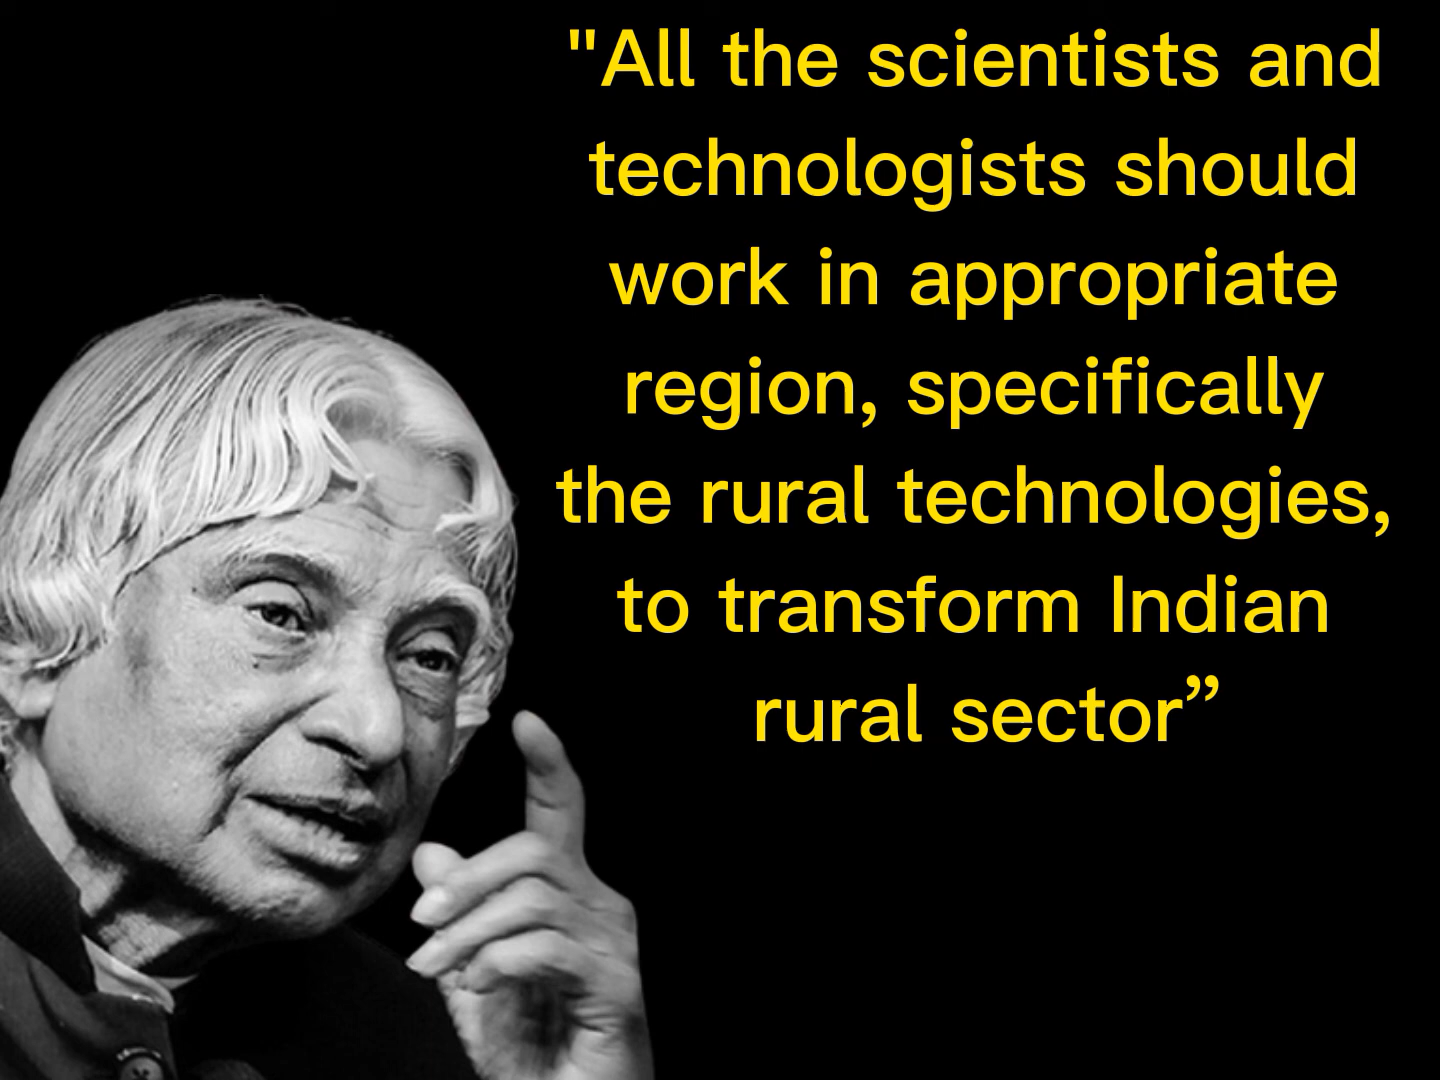 "All the scientists and
technologists should
work in appropriate
region, specifically
the rural technologies,
to transform Indian
rural sector”